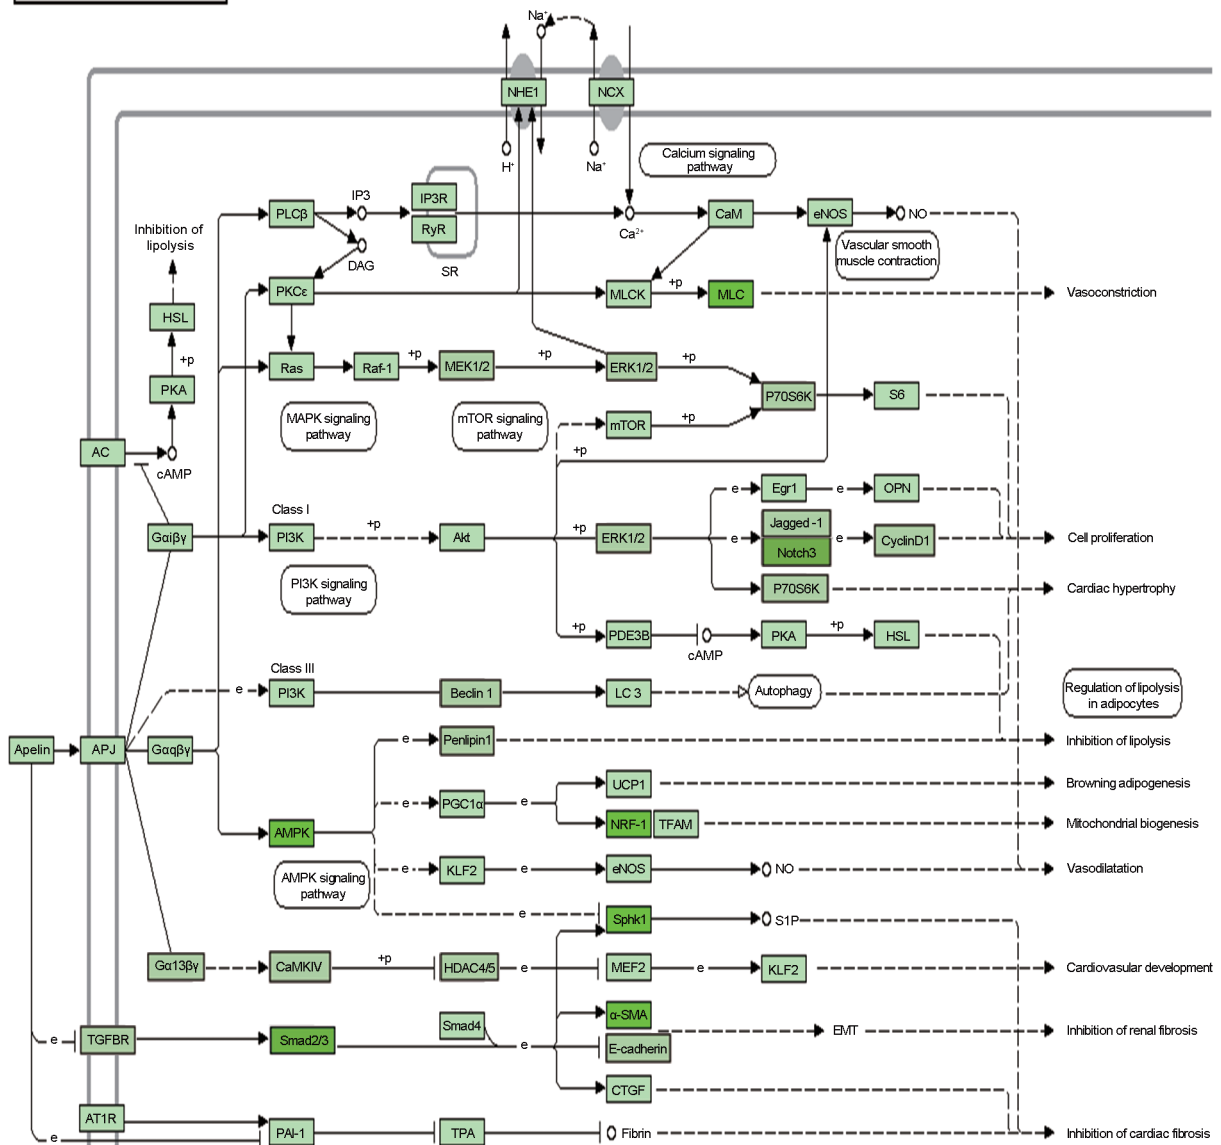 Na⁺
NHE1
NCX
H⁺
Na⁺
Calcium signaling
pathway
IP3
IP3R
PLCβ
CaM
eNOS
NO
RyR
Ca²⁺
Inhibition of
lipolysis
DAG
SR
Vascular smooth
muscle contraction
PKCε
MLCK
+p
MLC
Vasoconstriction
HSL
+p
Ras
Raf-1
+p
MEK1/2
+p
ERK1/2
+p
PKA
P70S6K
S6
MAPK signaling
pathway
mTOR signaling
pathway
mTOR
+p
AC
cAMP
+p
e
Egr1
e
OPN
Class I
Gαiβγ
PI3K
+p
Akt
+p
ERK1/2
e
Jagged -1
Notch3
e
CyclinD1
Cell proliferation
PI3K signaling
pathway
P70S6K
Cardiac hypertrophy
+p
PDE3B
cAMP
PKA
+p
HSL
Class III
e
PI3K
Beclin 1
LC 3
Autophagy
Regulation of lipolysis
in adipocytes
Apelin
APJ
Gαqβγ
e
Penlipin1
Inhibition of lipolysis
UCP1
Browning adipogenesis
e
PGC1α
e
AMPK
NRF-1
TFAM
Mitochondrial biogenesis
AMPK signaling
pathway
e
KLF2
e
eNOS
NO
Vasodilatation
e
Sphk1
S1P
Gα13βγ
CaMKIV
+p
HDAC4/5
e
MEF2
e
KLF2
Cardiovasular development
α-SMA
Smad4
EMT
Inhibition of renal fibrosis
e
TGFBR
Smad2/3
e
E-cadherin
CTGF
AT1R
e
PAI-1
TPA
Fibrin
Inhibition of cardiac fibrosis